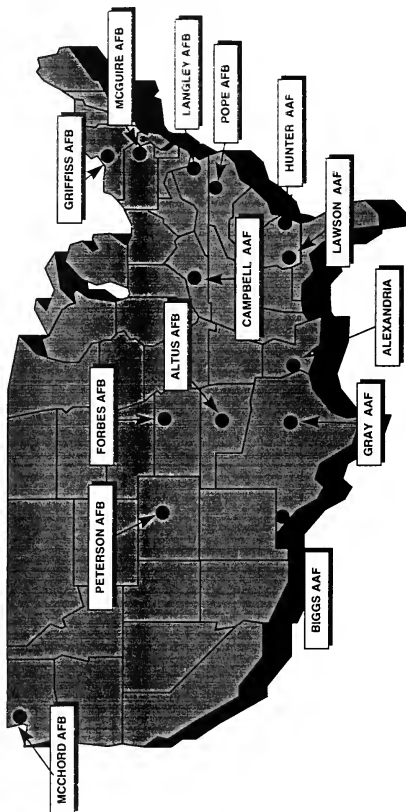 MCCHORD AFB
PETERSON AFB
FORBES AFB
ALTUS AFB
GRIFFISS AFB
MCGUIRE AFB
LANGLEY AFB
POPE AFB
CAMPBELL AAF
HUNTER AAF
LAWSON AAF
ALEXANDRIA
GRAY AAF
BIGGS AAF